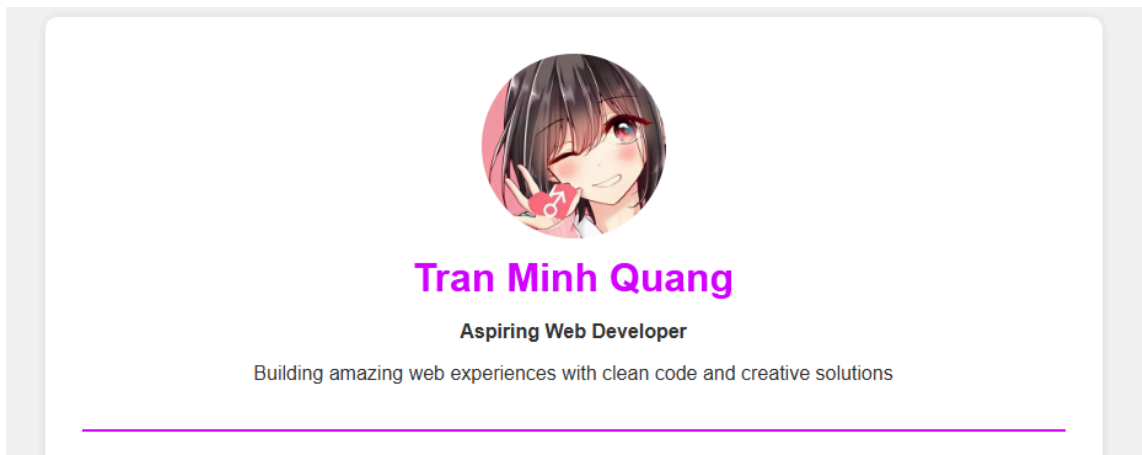 Tran Minh Quang
Aspiring Web Developer
Building amazing web experiences with clean code and creative solutions